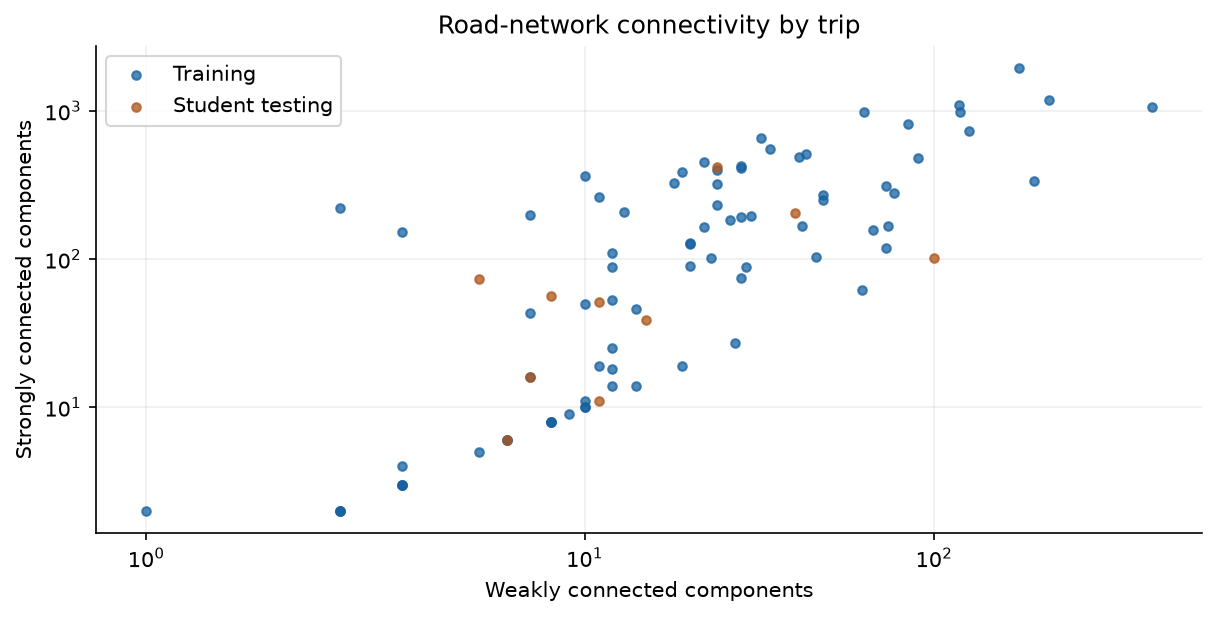 Road-network connectivity by trip
Training
Student testing
Strongly connected components
10³
10²
10¹
10⁰
10¹
10²
Weakly connected components